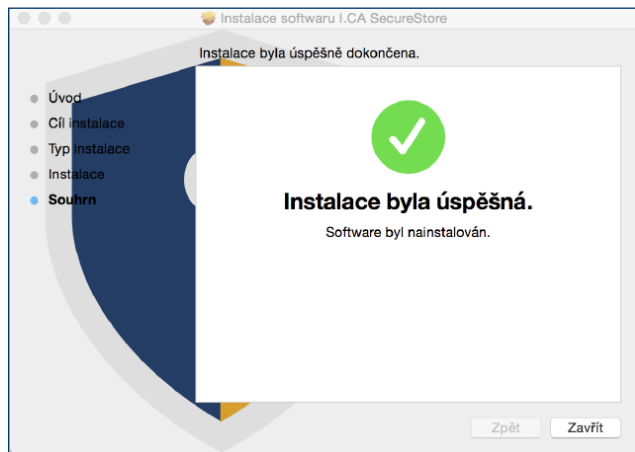 Instalace softwaru I.CA SecureStore
Instalace byla úspěšně dokončena.
Úvod
Cíl instalace
Typ instalace
Instalace
Souhrn
Instalace byla úspěšná.
Software byl nainstalován.
Zpět
Zavřít